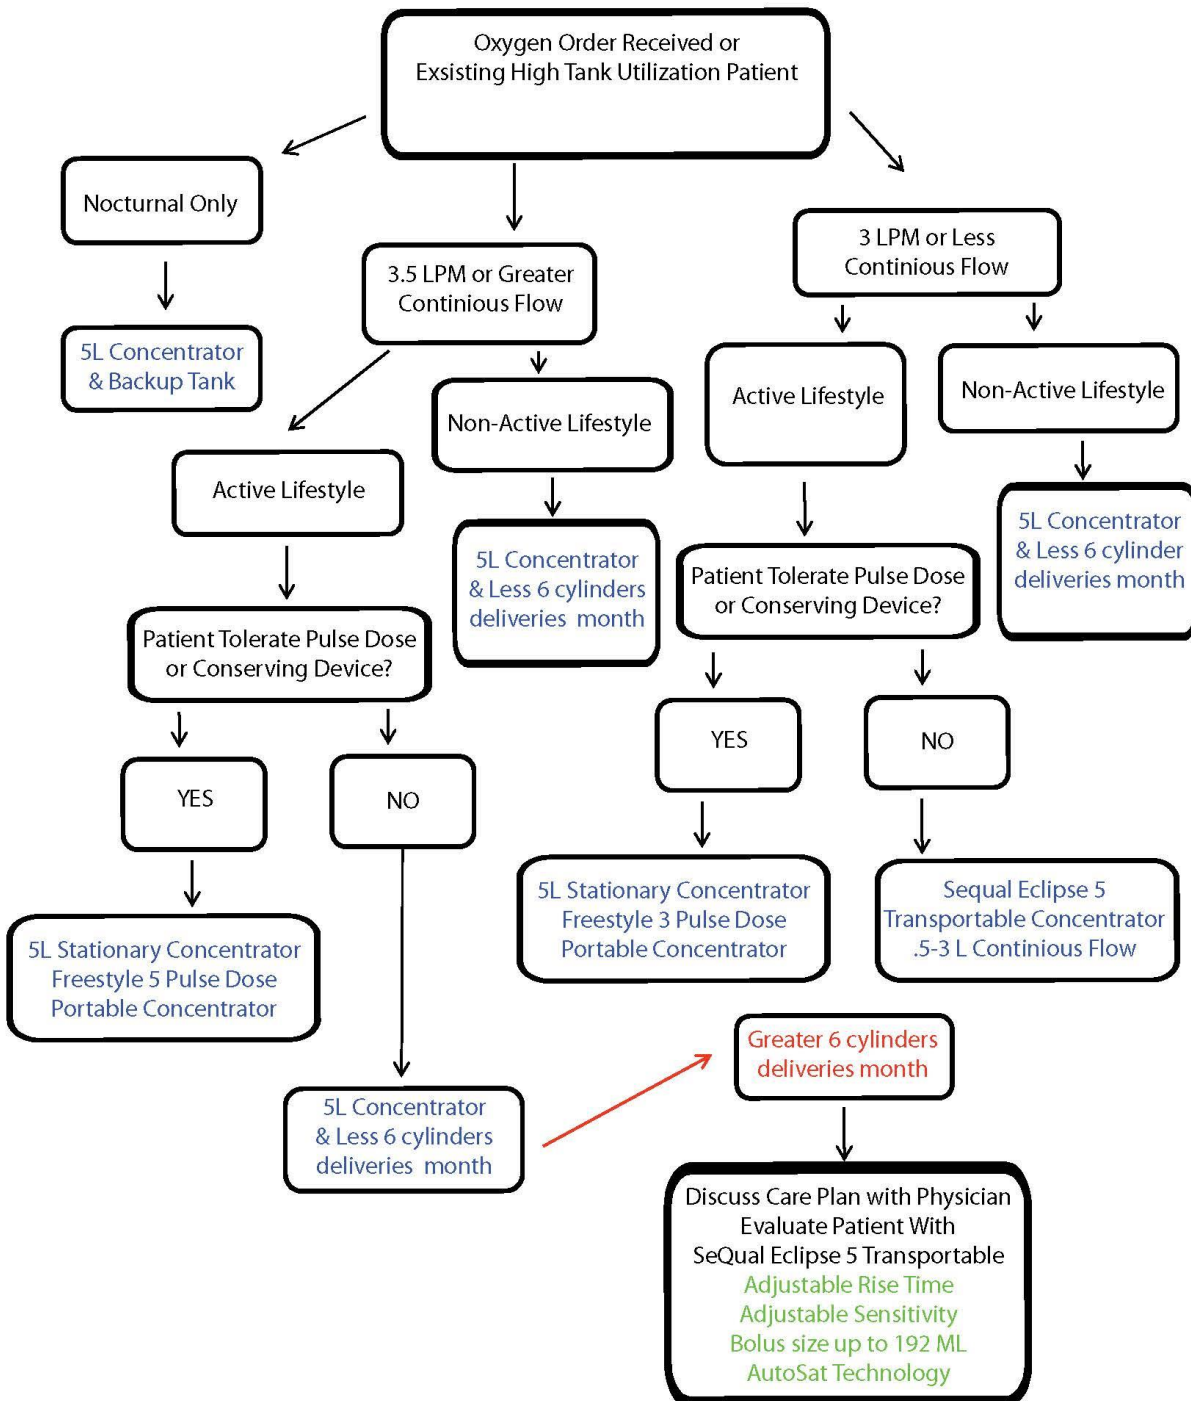 Oxygen Order Received or
Exsisting High Tank Utilization Patient
Nocturnal Only
5L Concentrator
& Backup Tank
3.5 LPM or Greater
Continious Flow
3 LPM or Less
Continious Flow
Active Lifestyle
Non-Active Lifestyle
Active Lifestyle
Non-Active Lifestyle
5L Concentrator
& Less 6 cylinders
deliveries month
5L Concentrator
& Less 6 cylinder
deliveries month
Patient Tolerate Pulse Dose
or Conserving Device?
Patient Tolerate Pulse Dose
or Conserving Device?
YES
NO
YES
NO
5L Stationary Concentrator
Freestyle 5 Pulse Dose
Portable Concentrator
5L Stationary Concentrator
Freestyle 3 Pulse Dose
Portable Concentrator
Sequal Eclipse 5
Transportable Concentrator
.5-3 L Continious Flow
5L Concentrator
& Less 6 cylinders
deliveries month
Greater 6 cylinders
deliveries month
Discuss Care Plan with Physician
Evaluate Patient With
SeQual Eclipse 5 Transportable
Adjustable Rise Time
Adjustable Sensitivity
Bolus size up to 192 ML
AutoSat Technology